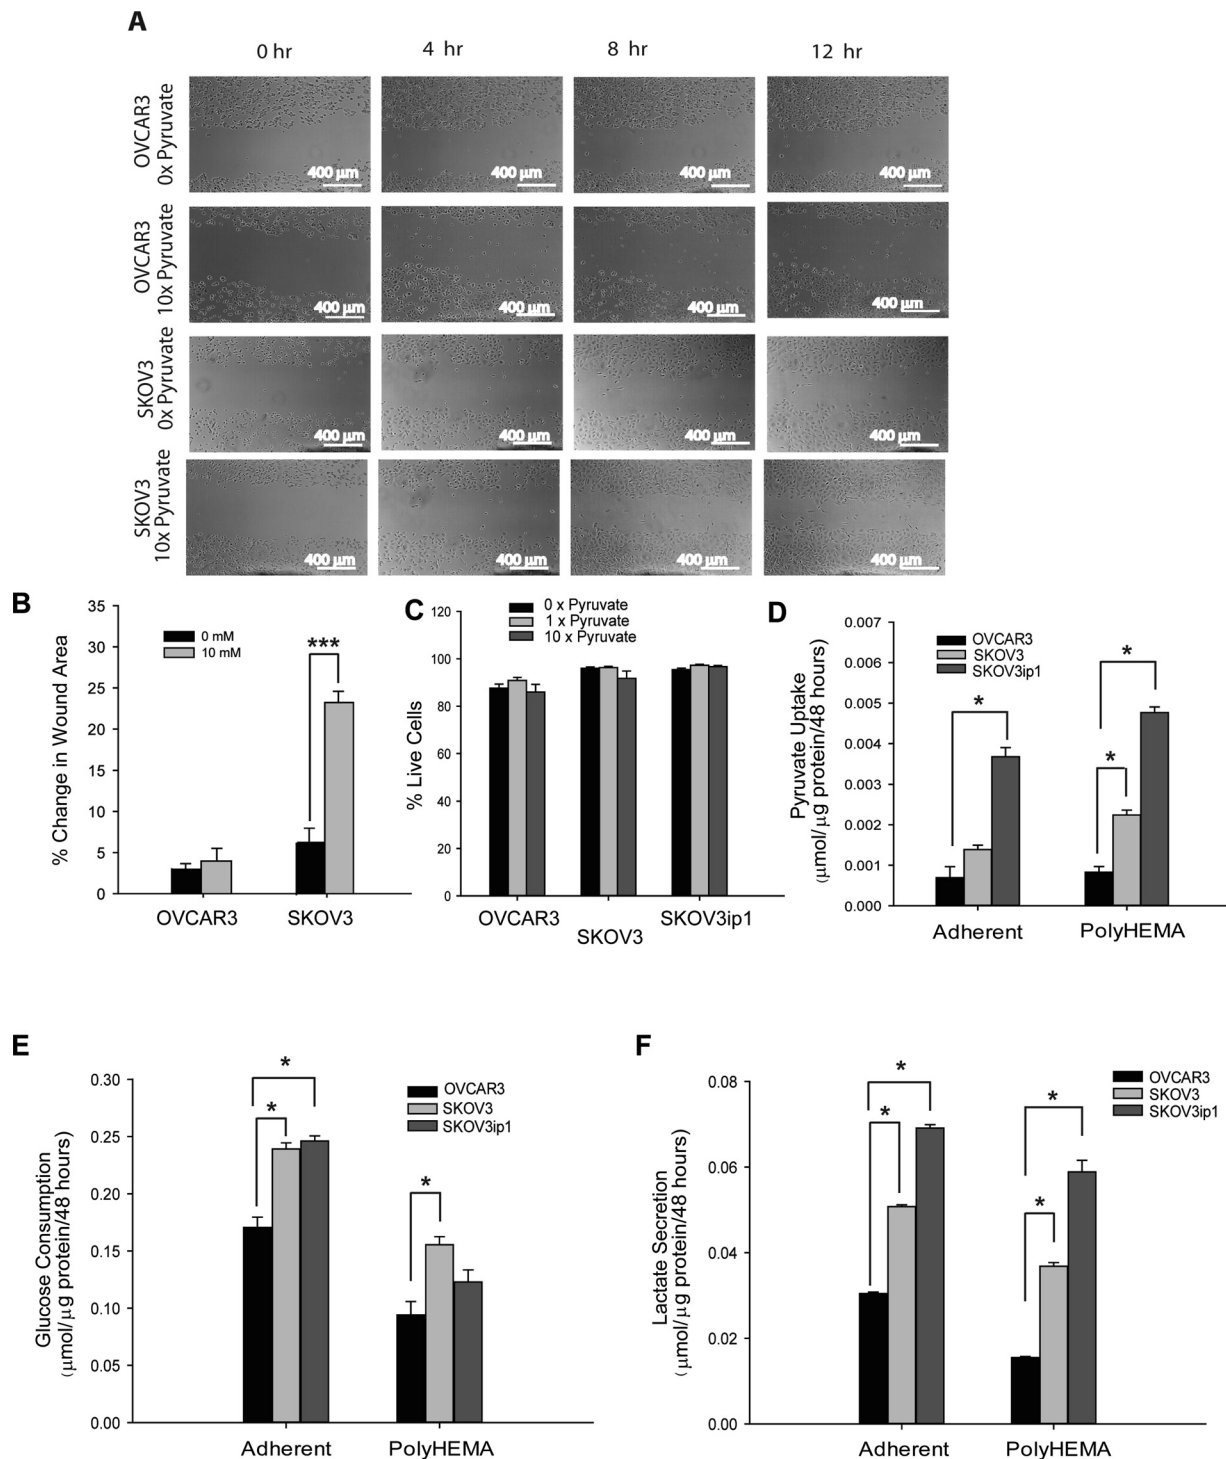 A
0 hr
4 hr
8 hr
12 hr
OVCAR3
0x Pyruvate
400 µm
400 µm
400 µm
400 µm
OVCAR3
10x Pyruvate
400 µm
400 µm
400 µm
400 µm
SKOV3
0x Pyruvate
400 µm
400 µm
400 µm
400 µm
SKOV3
10x Pyruvate
400 µm
400 µm
400 µm
400 µm
B
% Change in Wound Area
35
30
25
20
15
10
5
0
0 mM
10 mM
***
OVCAR3
SKOV3
C
% Live Cells
120
100
80
60
40
20
0
0 x Pyruvate
1 x Pyruvate
10 x Pyruvate
OVCAR3
SKOV3
SKOV3ip1
D
Pyruvate Uptake
(µmol/µg protein/48 hours)
0.007
0.006
0.005
0.004
0.003
0.002
0.001
0.000
OVCAR3
SKOV3
SKOV3ip1
*
*
*
Adherent
PolyHEMA
E
Glucose Consumption
(µmol/µg protein/48 hours)
0.30
0.25
0.20
0.15
0.10
0.05
0.00
OVCAR3
SKOV3
SKOV3ip1
*
*
*
Adherent
PolyHEMA
F
Lactate Secretion
(µmol/µg protein/48 hours)
0.08
0.06
0.04
0.02
0.00
OVCAR3
SKOV3
SKOV3ip1
*
*
*
*
Adherent
PolyHEMA